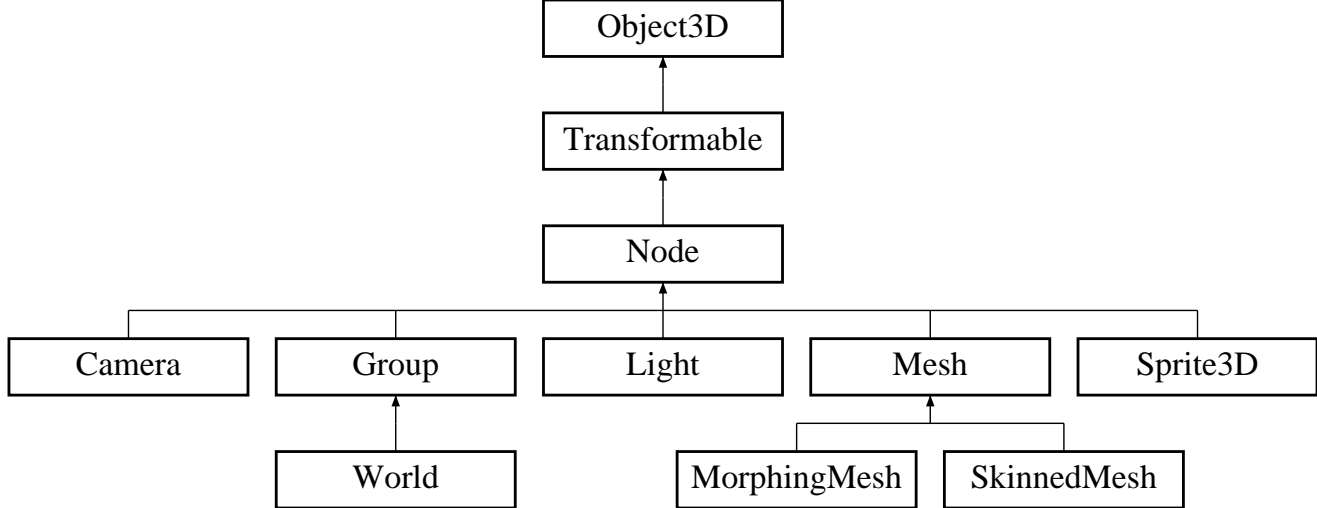 Object3D
Transformable
Node
Camera
Group
Light
Mesh
Sprite3D
World
MorphingMesh
SkinnedMesh